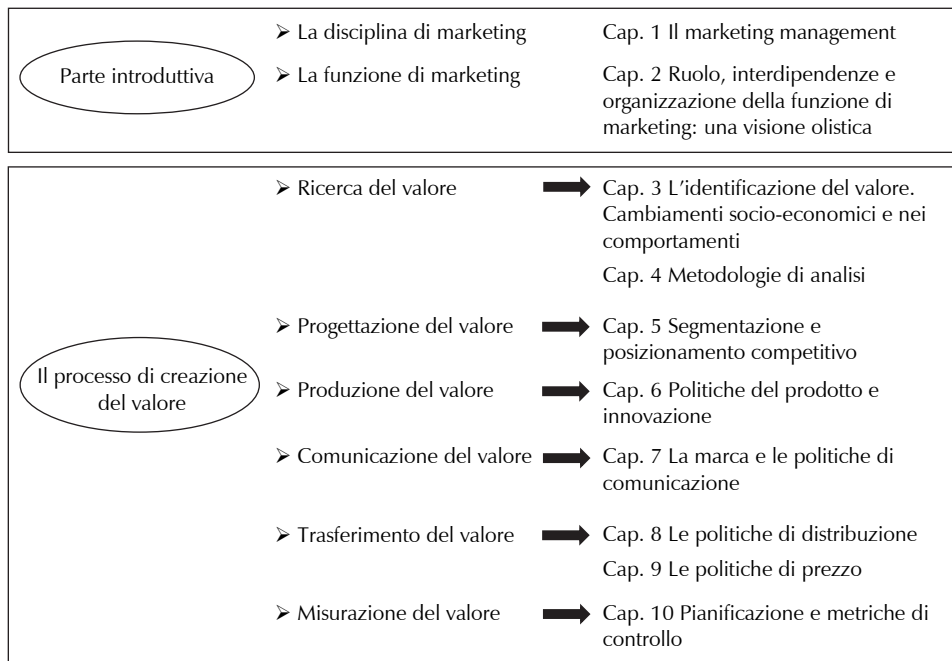 Parte introduttiva
➢ La disciplina di marketing
Cap. 1 Il marketing management
➢ La funzione di marketing
Cap. 2 Ruolo, interdipendenze e
organizzazione della funzione di
marketing: una visione olistica
Il processo di creazione
del valore
➢ Ricerca del valore
Cap. 3 L'identificazione del valore.
Cambiamenti socio-economici e nei
comportamenti
Cap. 4 Metodologie di analisi
➢ Progettazione del valore
Cap. 5 Segmentazione e
posizionamento competitivo
➢ Produzione del valore
Cap. 6 Politiche del prodotto e
innovazione
➢ Comunicazione del valore
Cap. 7 La marca e le politiche di
comunicazione
➢ Trasferimento del valore
Cap. 8 Le politiche di distribuzione
Cap. 9 Le politiche di prezzo
➢ Misurazione del valore
Cap. 10 Pianificazione e metriche di
controllo